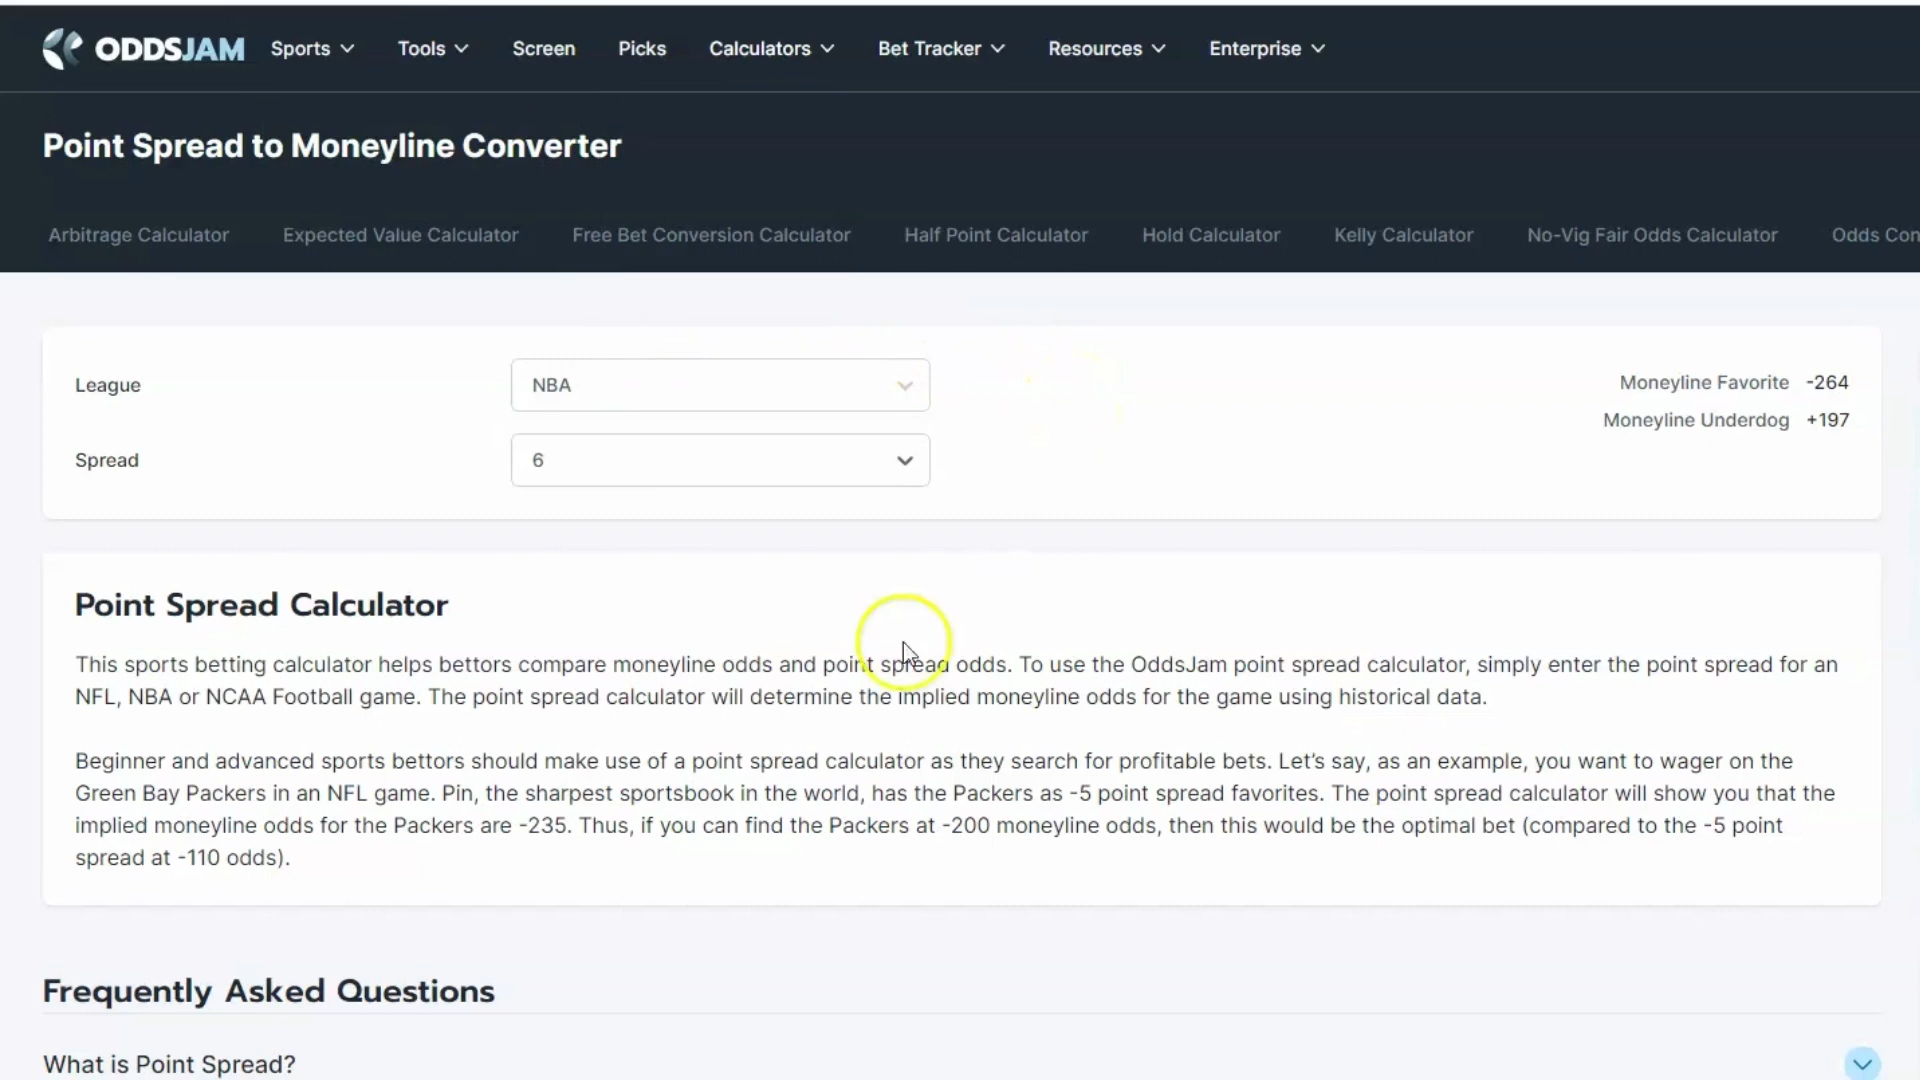 ODDSJAM Sports Tools Screen Picks Calculators Bet Tracker Resources Enterprise
Point Spread to Moneyline Converter
Arbitrage Calculator Expected Value Calculator Free Bet Conversion Calculator Half Point Calculator Hold Calculator Kelly Calculator No-Vig Fair Odds Calculator Odds Con
League NBA Moneyline Favorite -264
Moneyline Underdog +197
Spread 6
Point Spread Calculator
This sports betting calculator helps bettors compare moneyline odds and point spread odds. To use the OddsJam point spread calculator, simply enter the point spread for an
NFL, NBA or NCAA Football game. The point spread calculator will determine the implied moneyline odds for the game using historical data.
Beginner and advanced sports bettors should make use of a point spread calculator as they search for profitable bets. Let’s say, as an example, you want to wager on the
Green Bay Packers in an NFL game. Pin, the sharpest sportsbook in the world, has the Packers as -5 point spread favorites. The point spread calculator will show you that the
implied moneyline odds for the Packers are -235. Thus, if you can find the Packers at -200 moneyline odds, then this would be the optimal bet (compared to the -5 point
spread at -110 odds).
Frequently Asked Questions
What is Point Spread?